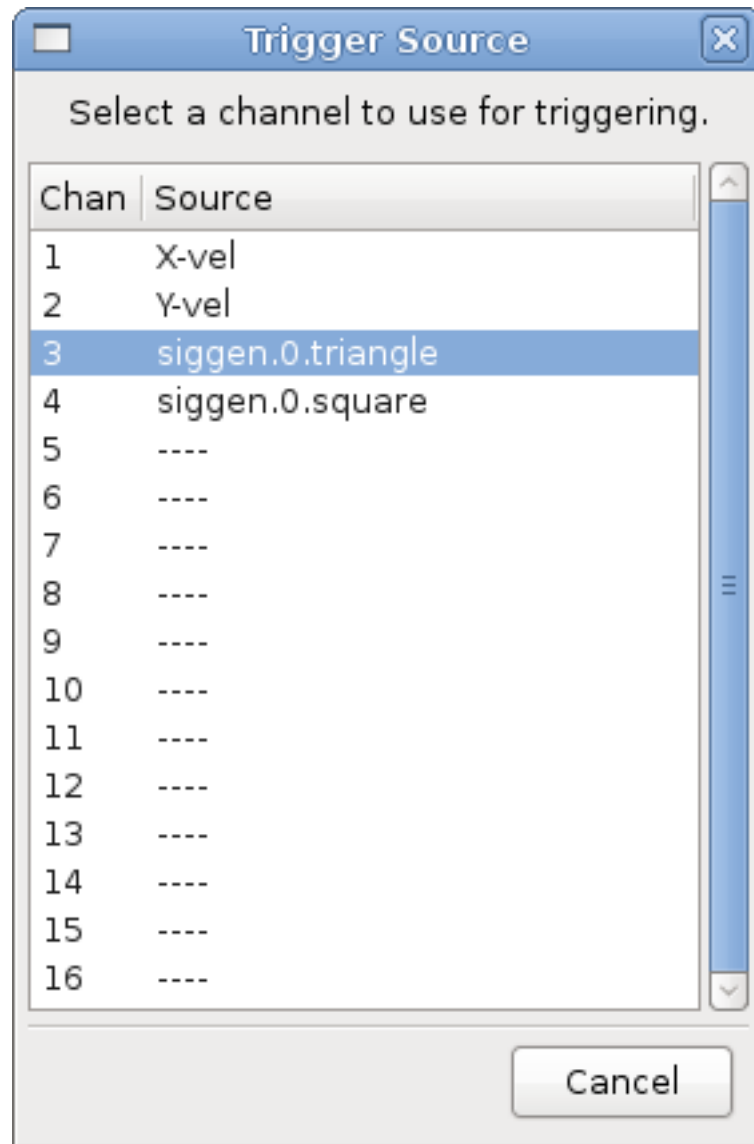 Trigger Source
Select a channel to use for triggering.
Chan Source
1 X-vel
2 Y-vel
3 siggen.0.triangle
4 siggen.0.square
5 ----
6 ----
7 ----
8 ----
9 ----
10 ----
11 ----
12 ----
13 ----
14 ----
15 ----
16 ----
Cancel